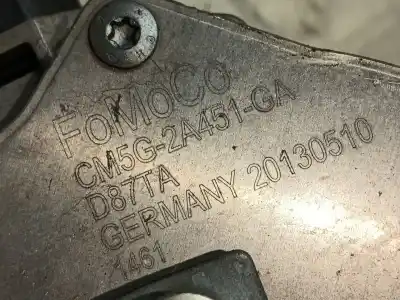 FoMoCo
CM5G-2A451-GA
D87TA
GERMANY 20130510
1461